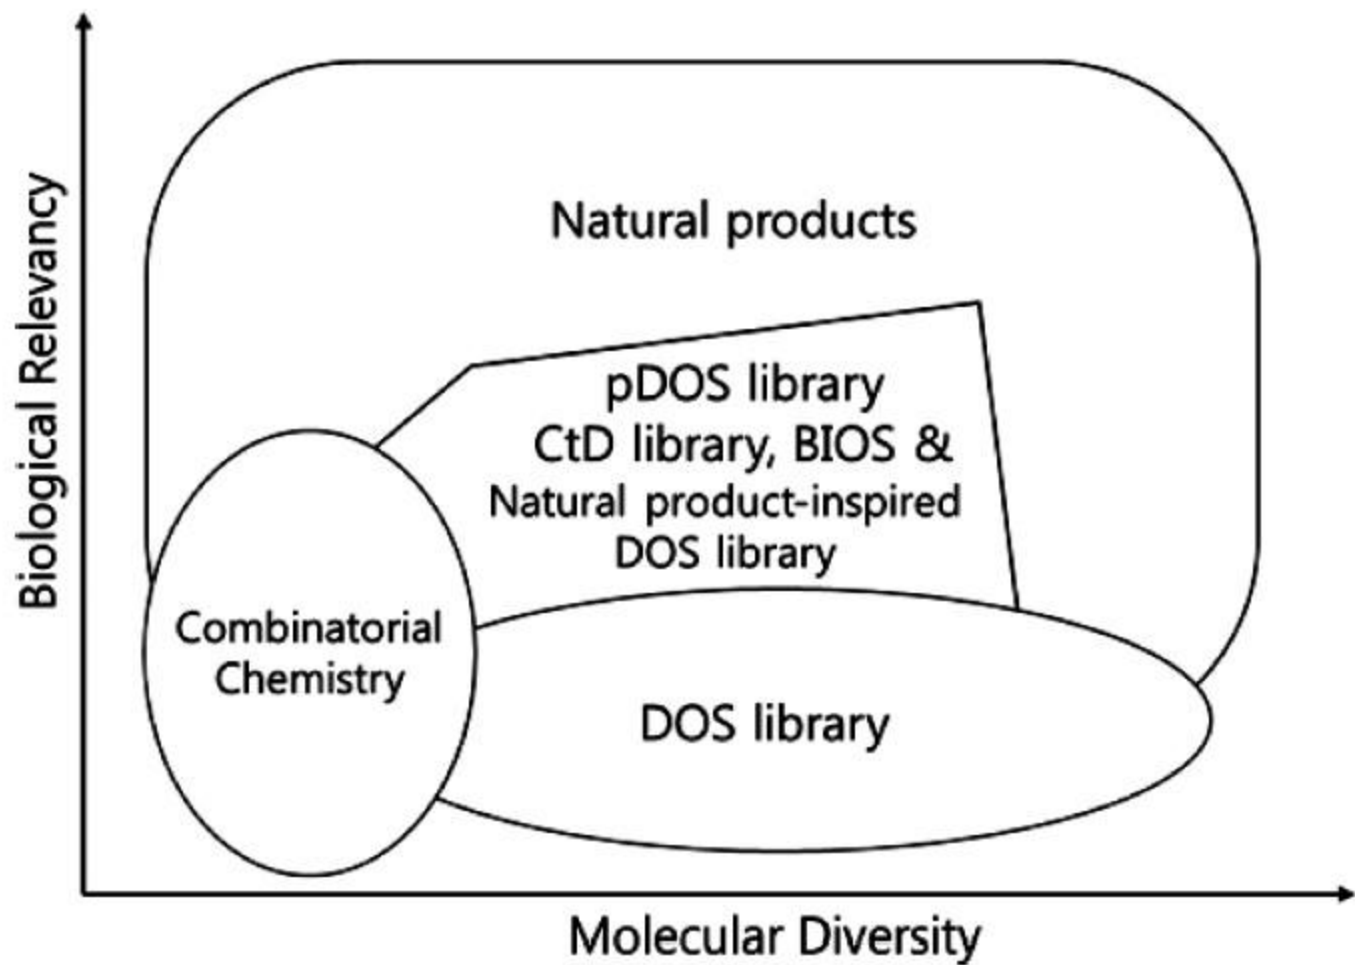 Biological Relevancy
Natural products
pDOS library
CtD library, BIOS &
Natural product-inspired
DOS library
Combinatorial
Chemistry
DOS library
Molecular Diversity